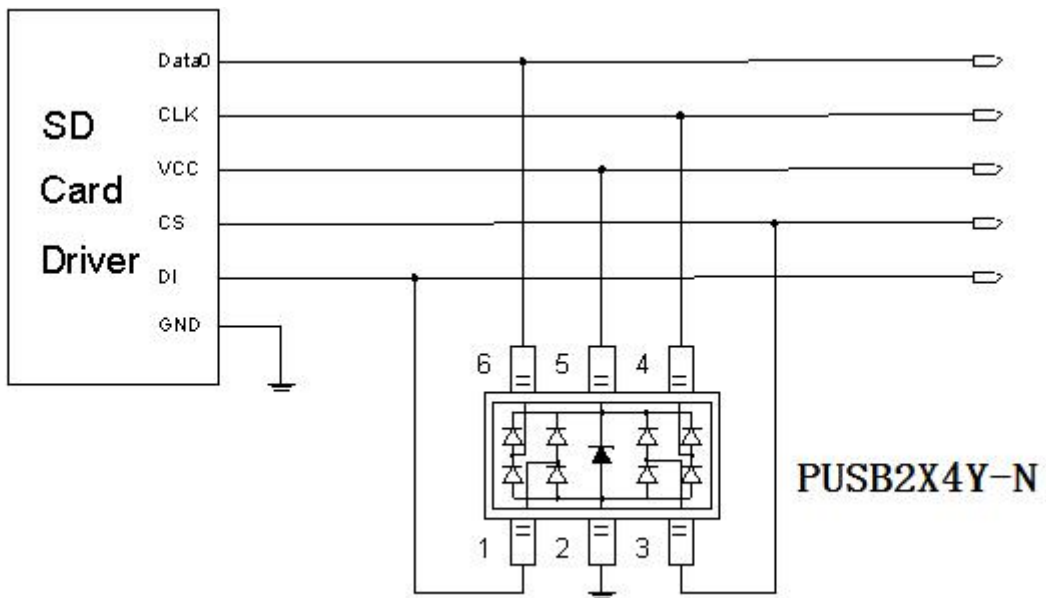 Data0
CLK
VCC
CS
DI
GND
SD
Card
Driver
6 5 4
1 2 3
PUSB2X4Y-N